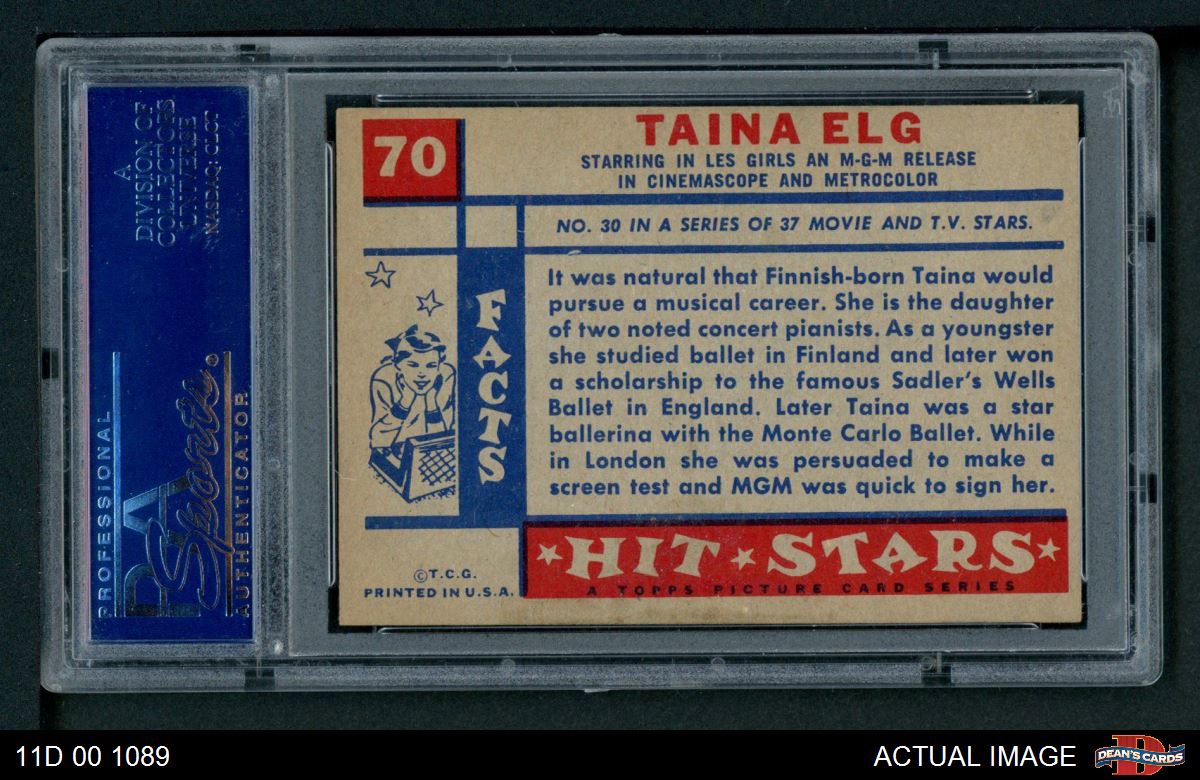 A
DIVISION OF
COLLECTORS
UNIVERSE
NASDAQ: CLCT
PROFESSIONAL
PSA
Sports®
AUTHENTICATOR
70
TAINA ELG
STARRING IN LES GIRLS AN M-G-M RELEASE
IN CINEMASCOPE AND METROCOLOR
NO. 30 IN A SERIES OF 37 MOVIE AND T.V. STARS.
FACTS
It was natural that Finnish-born Taina would
pursue a musical career. She is the daughter
of two noted concert pianists. As a youngster
she studied ballet in Finland and later won
a scholarship to the famous Sadler's Wells
Ballet in England. Later Taina was a star
ballerina with the Monte Carlo Ballet. While
in London she was persuaded to make a
screen test and MGM was quick to sign her.
©T.C.G.
PRINTED IN U.S.A.
HIT STARS
A TOPPS PICTURE CARD SERIES
11D 00 1089
ACTUAL IMAGE
D
DEAN'S CARDS